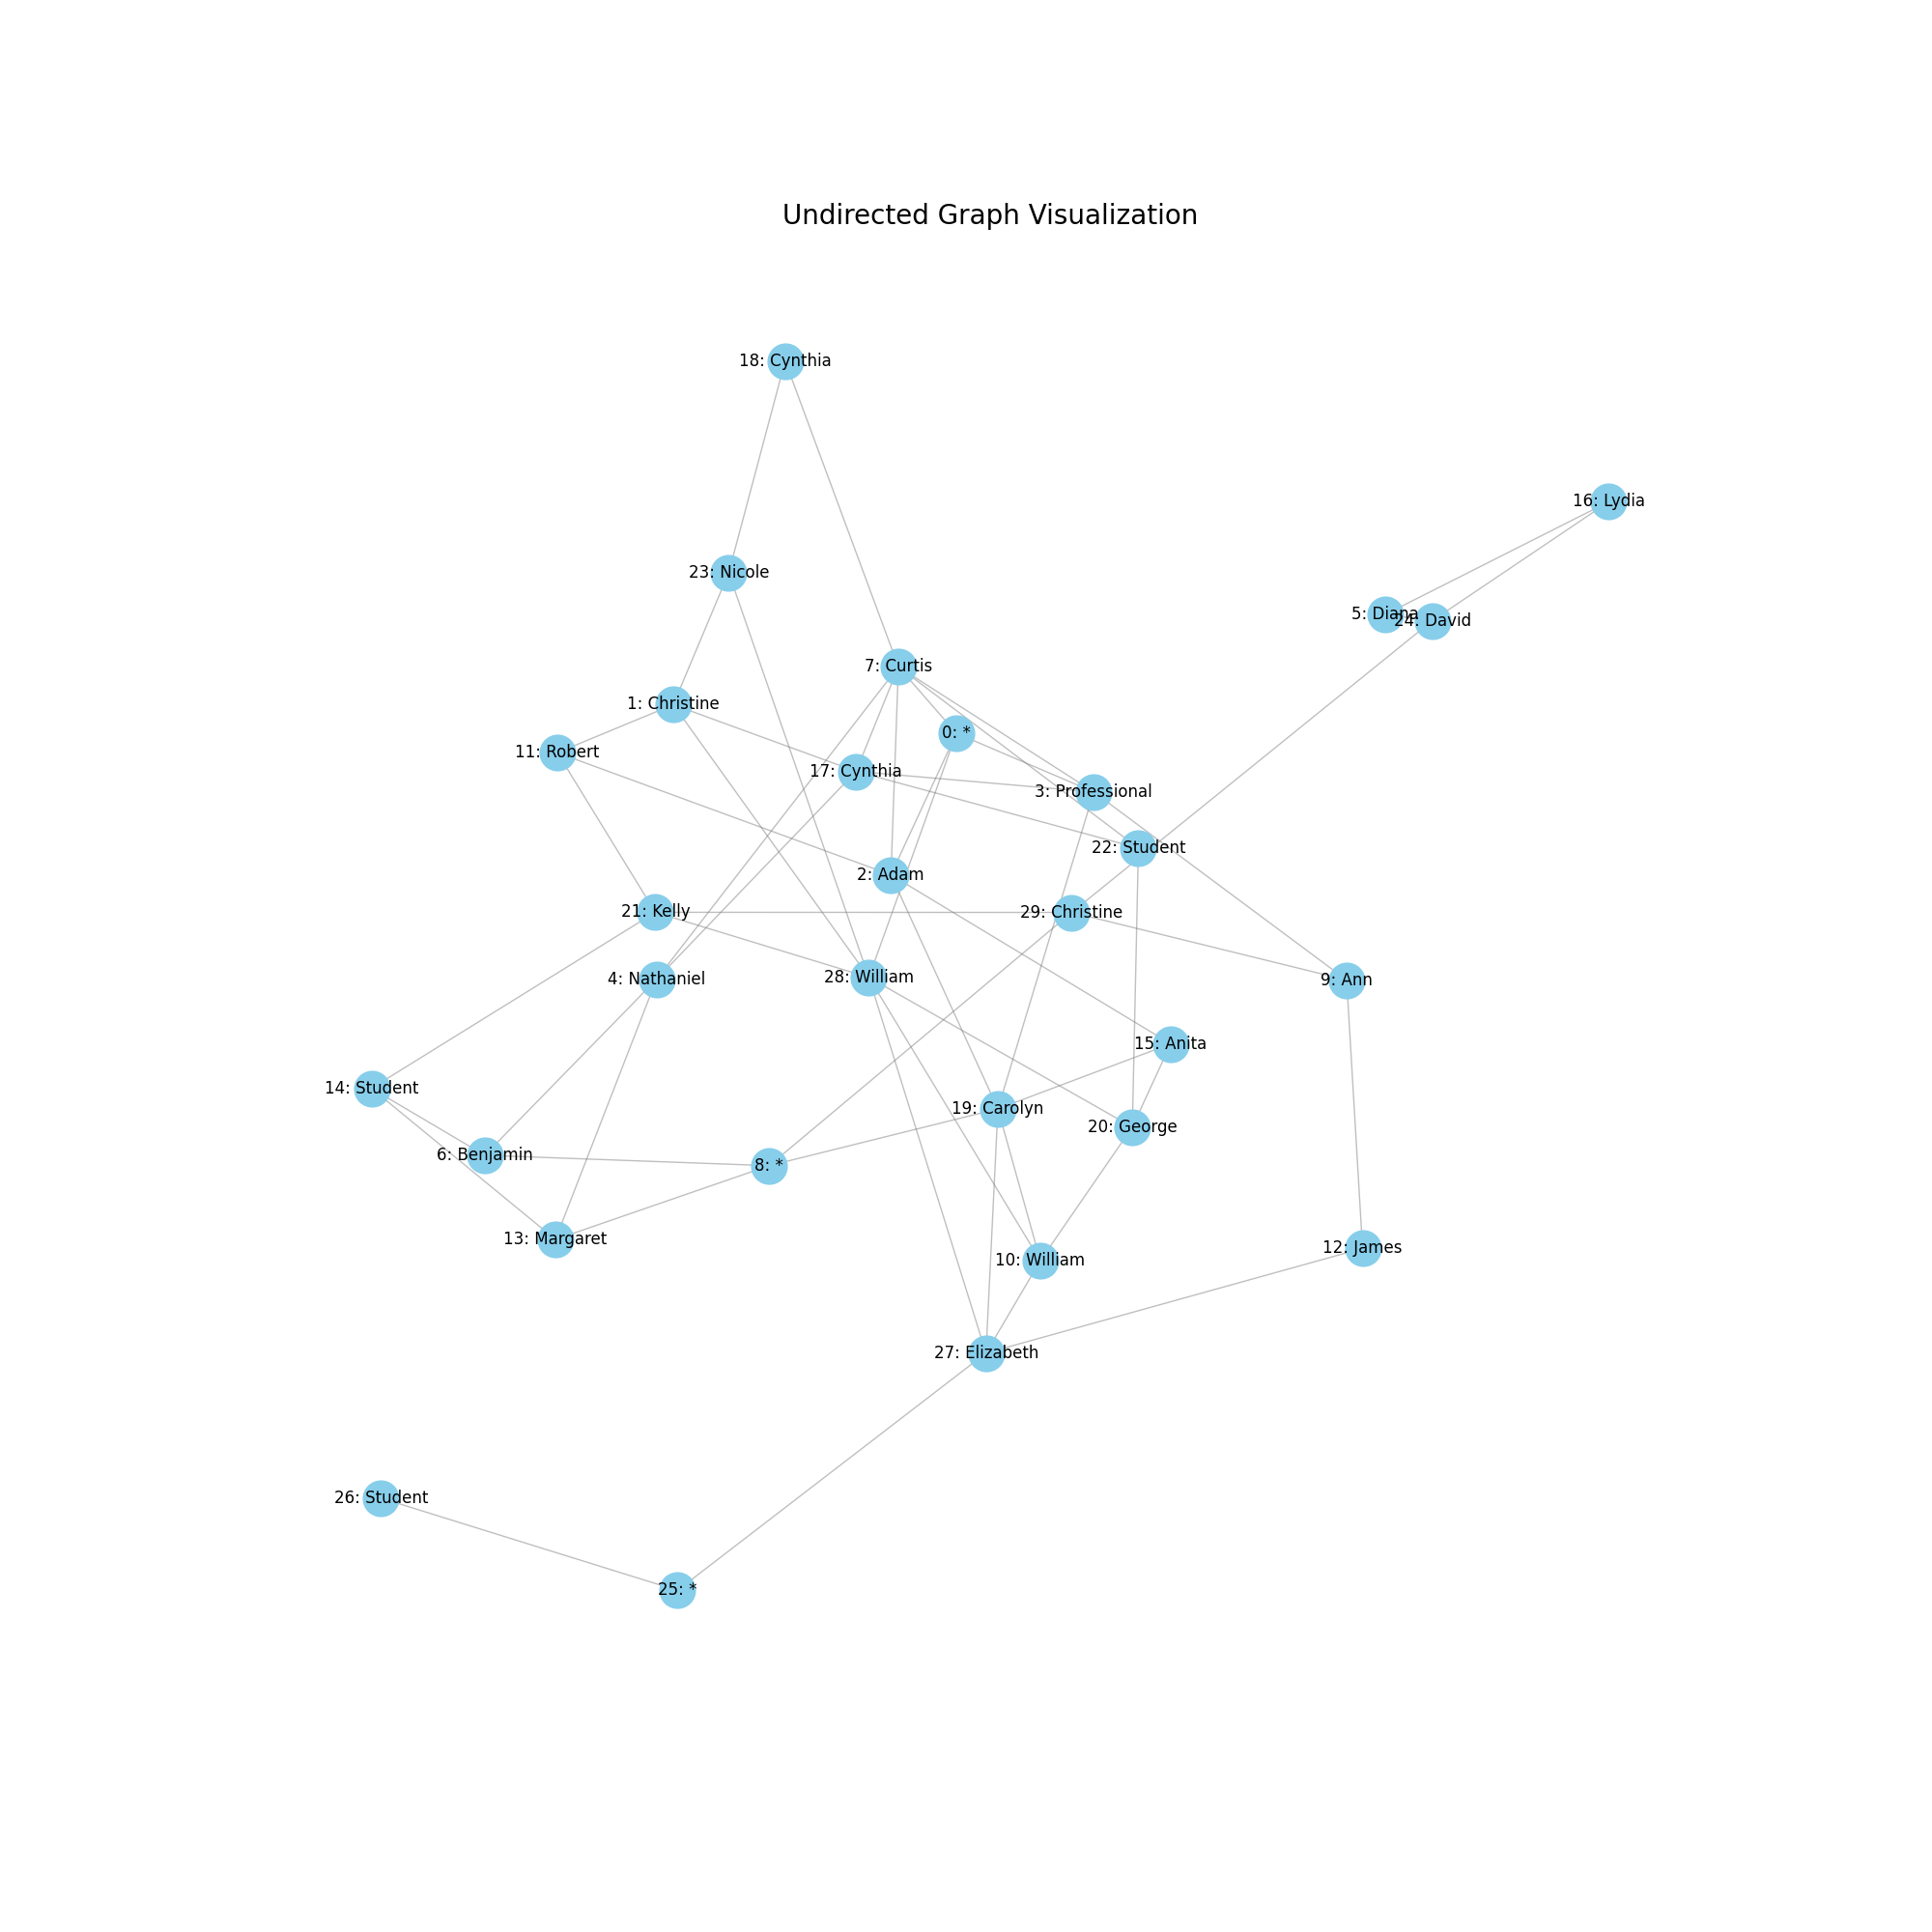 Undirected Graph Visualization
18: Cynthia
16: Lydia
23: Nicole
5: Diana
24: David
7: Curtis
1: Christine
0: *
11: Robert
17: Cynthia
3: Professional
22: Student
2: Adam
21: Kelly
29: Christine
4: Nathaniel
28: William
9: Ann
15: Anita
14: Student
19: Carolyn
20: George
6: Benjamin
8: *
13: Margaret
12: James
10: William
27: Elizabeth
26: Student
25: *